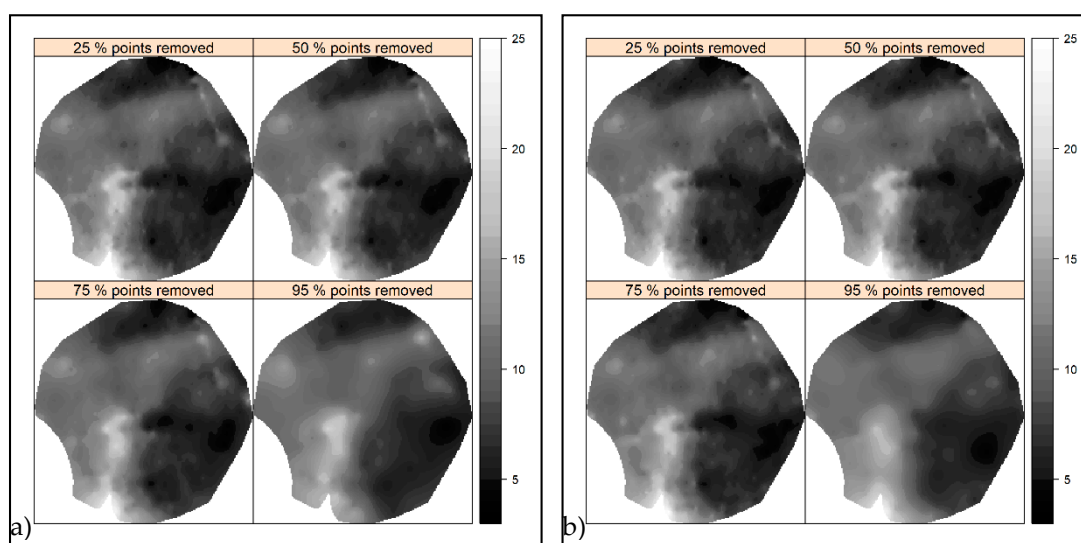 25 % points removed
50 % points removed
75 % points removed
95 % points removed
25
20
15
10
5
a)
25 % points removed
50 % points removed
75 % points removed
95 % points removed
25
20
15
10
5
b)